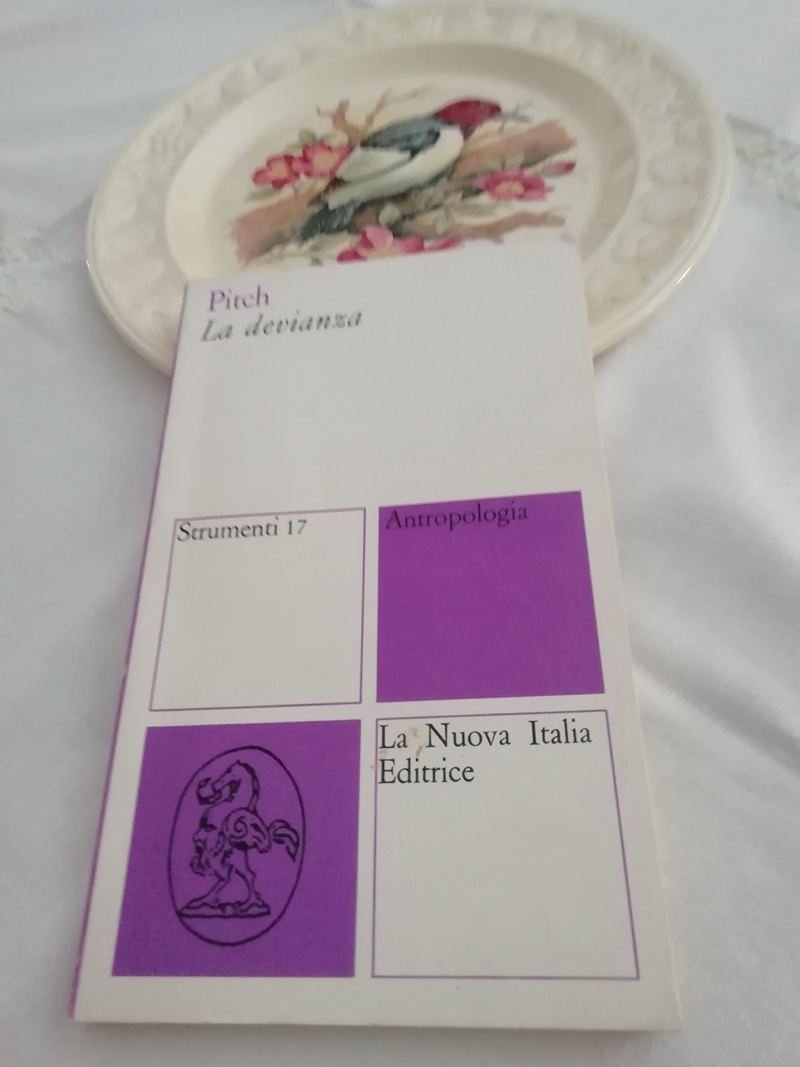 Pitch
La devianza
Strumenti 17
Antropologia
La Nuova Italia
Editrice